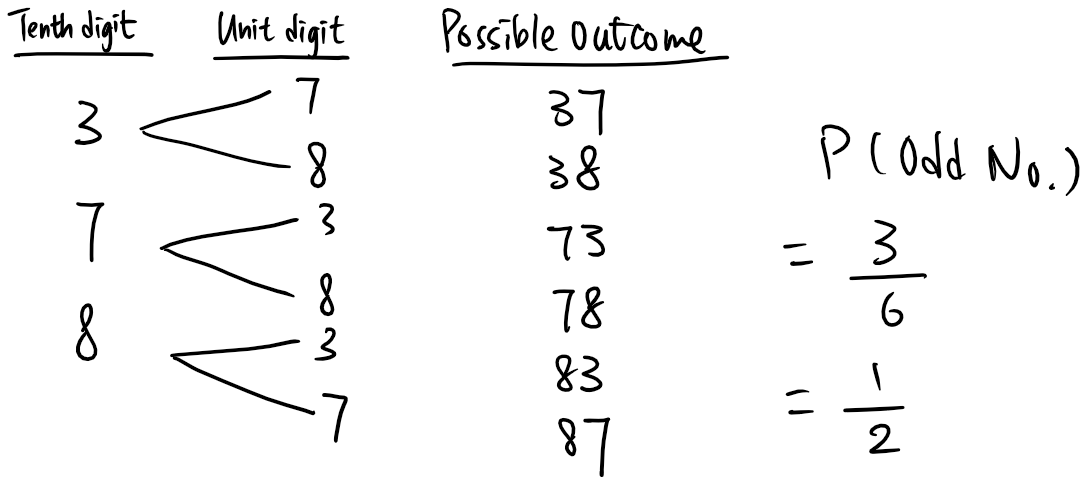 Tenth digit Unit digit Possible Outcome
3 7 37
8 38
7 3 73
8 78
8 3 83
7 87
P(Odd No.)
= 3/6
= 1/2